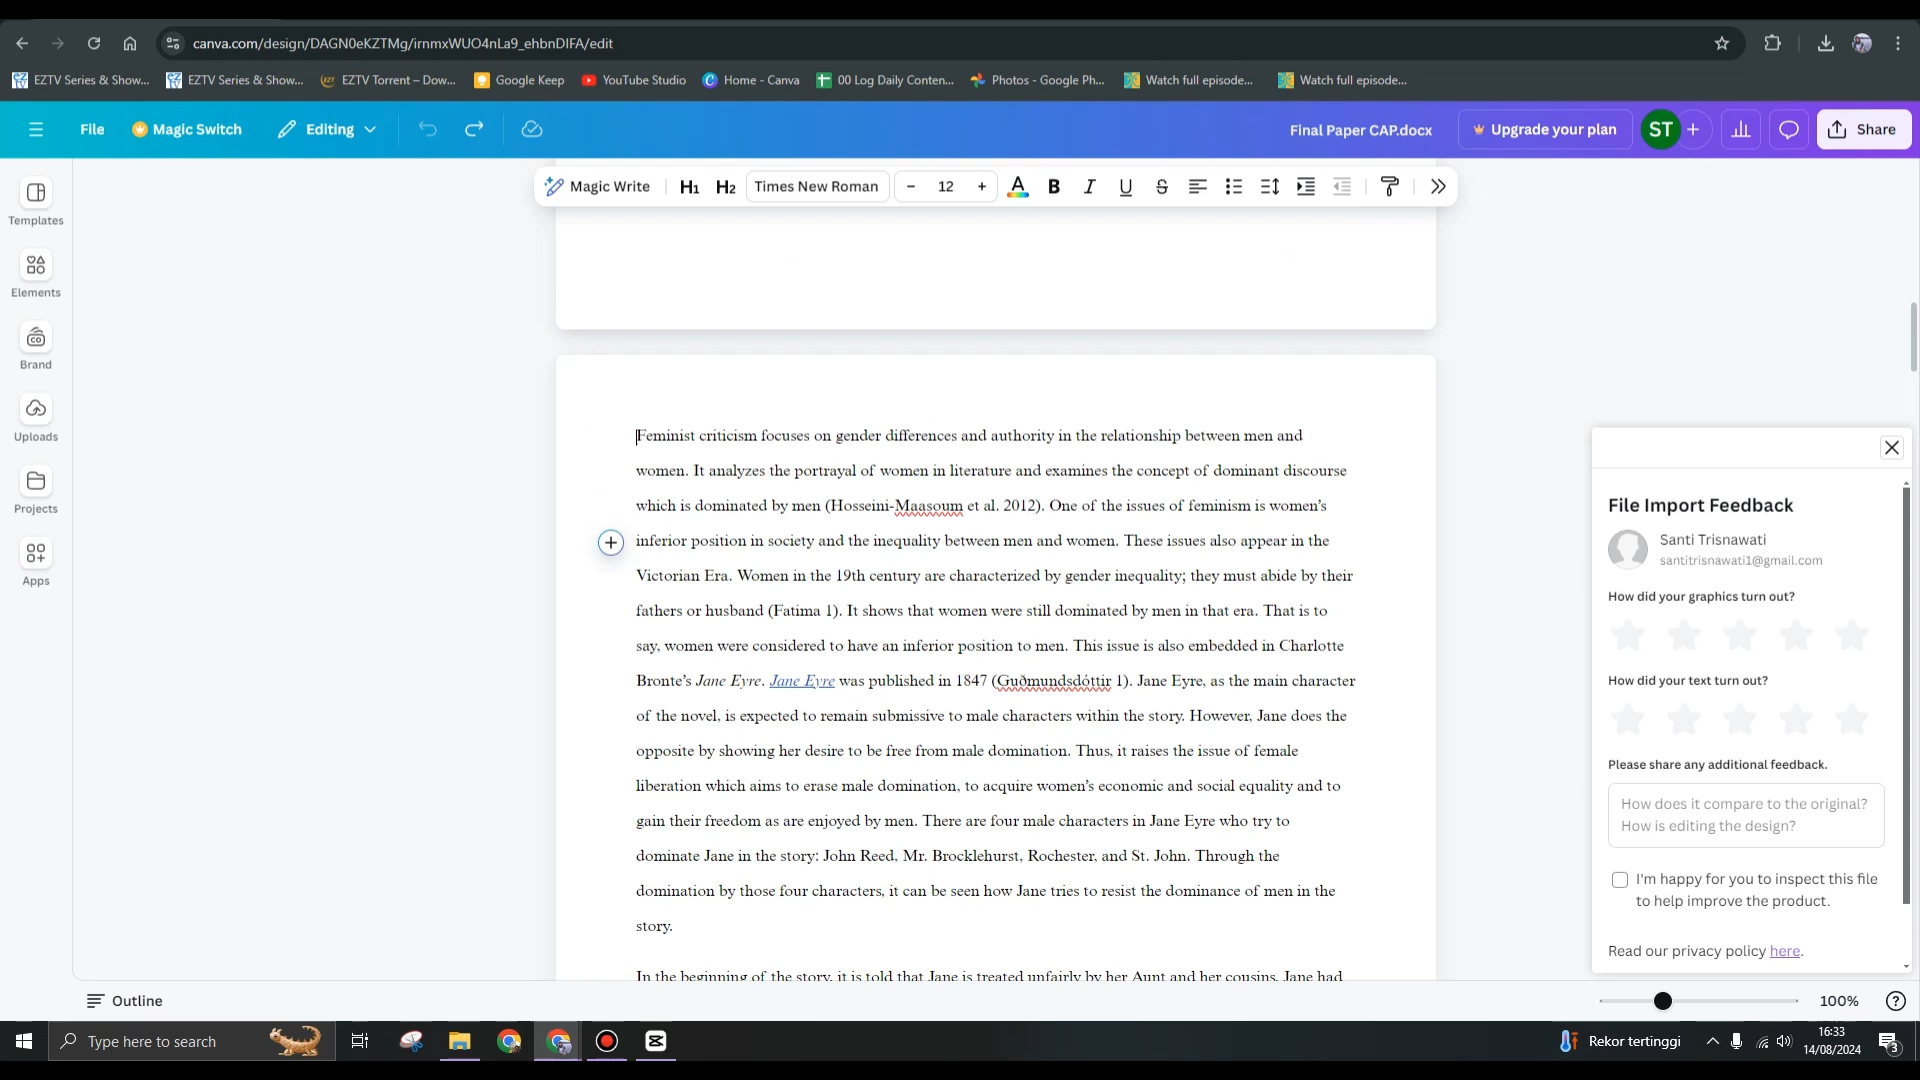 canva.com/design/DAGN0eKZTMg/irnmxWUO4nLa9_ehbnDIFA/edit
EZTV Series & Show...
EZTV Series & Show...
EZTV Torrent – Dow...
Google Keep
YouTube Studio
Home - Canva
00 Log Daily Conten...
Photos - Google Ph...
Watch full episode...
Watch full episode...
File
Magic Switch
Editing
Final Paper CAP.docx
Upgrade your plan
ST
Share
Magic Write
H1
H2
Times New Roman
– 12 +
A
B
I
U
S
Templates
Elements
Brand
Uploads
Projects
Apps
Feminist criticism focuses on gender differences and authority in the relationship between men and
women. It analyzes the portrayal of women in literature and examines the concept of dominant discourse
which is dominated by men (Hosseini-Maasoum et al. 2012). One of the issues of feminism is women's
inferior position in society and the inequality between men and women. These issues also appear in the
Victorian Era. Women in the 19th century are characterized by gender inequality; they must abide by their
fathers or husband (Fatima 1). It shows that women were still dominated by men in that era. That is to
say, women were considered to have an inferior position to men. This issue is also embedded in Charlotte
Bronte's Jane Eyre. Jane Eyre was published in 1847 (Guðmundsdóttir 1). Jane Eyre, as the main character
of the novel, is expected to remain submissive to male characters within the story. However, Jane does the
opposite by showing her desire to be free from male domination. Thus, it raises the issue of female
liberation which aims to erase male domination, to acquire women's economic and social equality and to
gain their freedom as are enjoyed by men. There are four male characters in Jane Eyre who try to
dominate Jane in the story: John Reed, Mr. Brocklehurst, Rochester, and St. John. Through the
domination by those four characters, it can be seen how Jane tries to resist the dominance of men in the
story.
In the beginning of the story, it is told that Jane is treated unfairly by her Aunt and her cousins. Jane had
File Import Feedback
Santi Trisnawati
santitrisnawati1@gmail.com
How did your graphics turn out?
How did your text turn out?
Please share any additional feedback.
How does it compare to the original?
How is editing the design?
I'm happy for you to inspect this file
to help improve the product.
Read our privacy policy here.
Outline
100%
Type here to search
Rekor tertinggi
16:33
14/08/2024
3